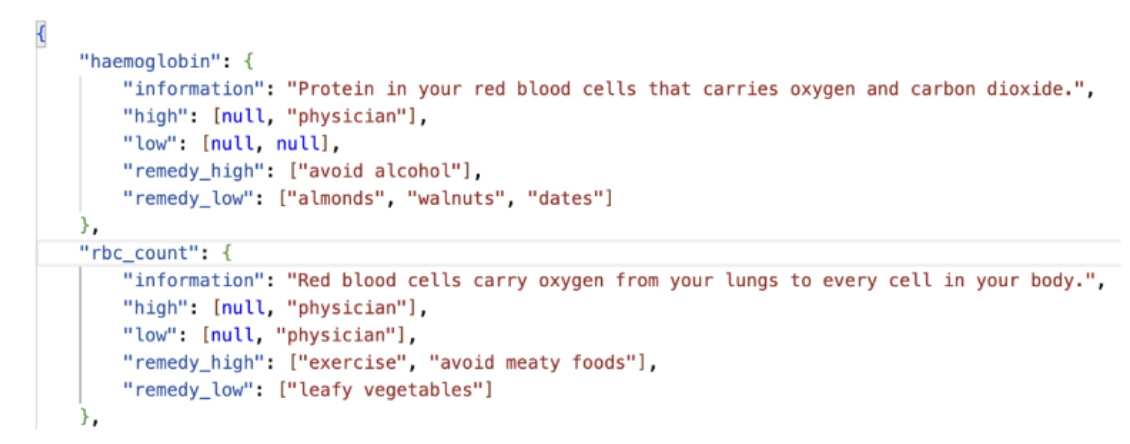 {
    "haemoglobin": {
        "information": "Protein in your red blood cells that carries oxygen and carbon dioxide.",
        "high": [null, "physician"],
        "low": [null, null],
        "remedy_high": ["avoid alcohol"],
        "remedy_low": ["almonds", "walnuts", "dates"]
    },
    "rbc_count": {
        "information": "Red blood cells carry oxygen from your lungs to every cell in your body.",
        "high": [null, "physician"],
        "low": [null, "physician"],
        "remedy_high": ["exercise", "avoid meaty foods"],
        "remedy_low": ["leafy vegetables"]
    },